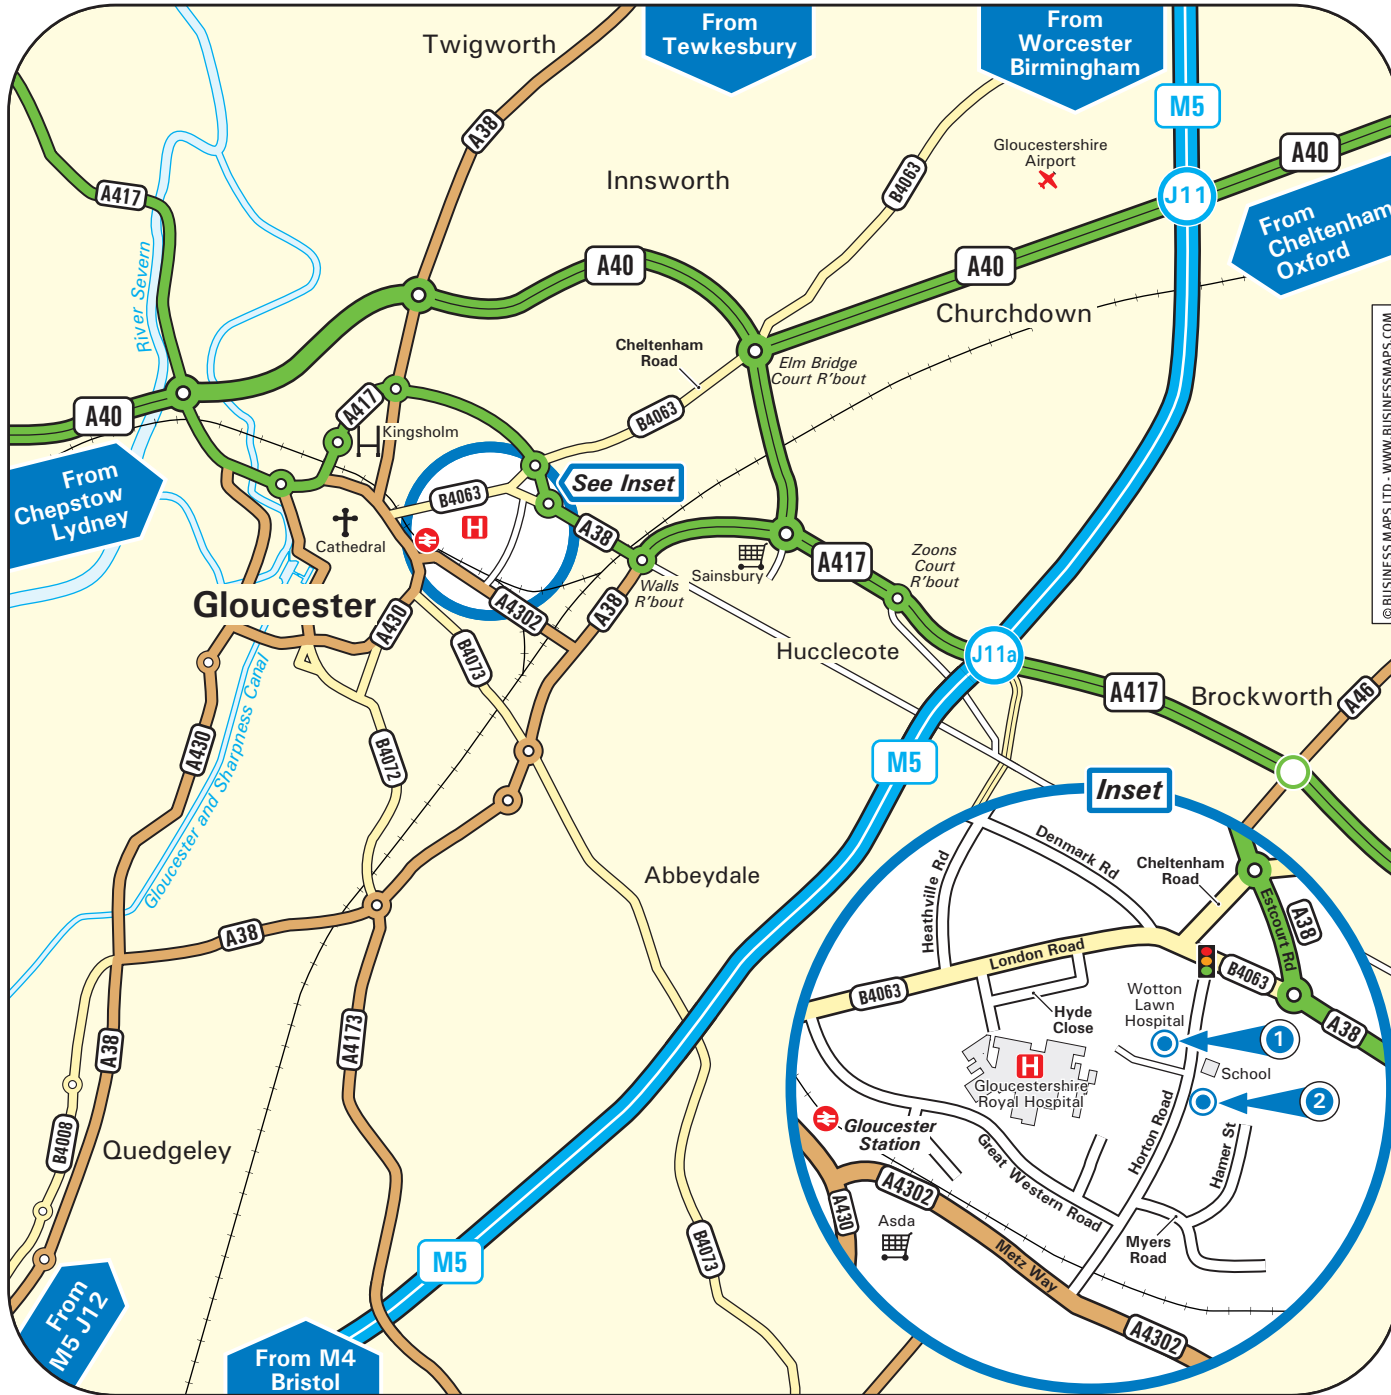 From
Tewkesbury
From
Worcester
Birmingham
Twigworth
M5
A38
Gloucestershire
Airport
A40
J11
B4063
Innsworth
A417
From
Cheltenham
Oxford
River Severn
A40
A40
Churchdown
Cheltenham
Road
Elm Bridge
Court R'bout
© BUSINESS MAPS LTD - WWW.BUSINESSMAPS.COM
A40
A417
B4063
Kingsholm
From
Chepstow
Lydney
See Inset
B4063
H
A38
Cathedral
Sainsbury
A417
Zoons
Court
R'bout
Walls
R'bout
Gloucester
A4302
A38
A430
B4073
Hucclecote
J11a
A417
Brockworth
A46
Gloucester and Sharpness Canal
A430
B4072
M5
Abbeydale
A38
A38
A4173
B4008
Quedgeley
B4073
M5
From
M5 J12
From M4
Bristol
Inset
Denmark Rd
Heathville Rd
Cheltenham
Road
Estcourt Rd
A38
London Road
B4063
B4063
Hyde
Close
Wotton
Lawn
Hospital
A38
1
H
Gloucestershire
Royal Hospital
School
2
Gloucester
Station
Great Western Road
Horton Road
Hamer St
A4302
A430
Asda
Myers
Road
Metz Way
A4302